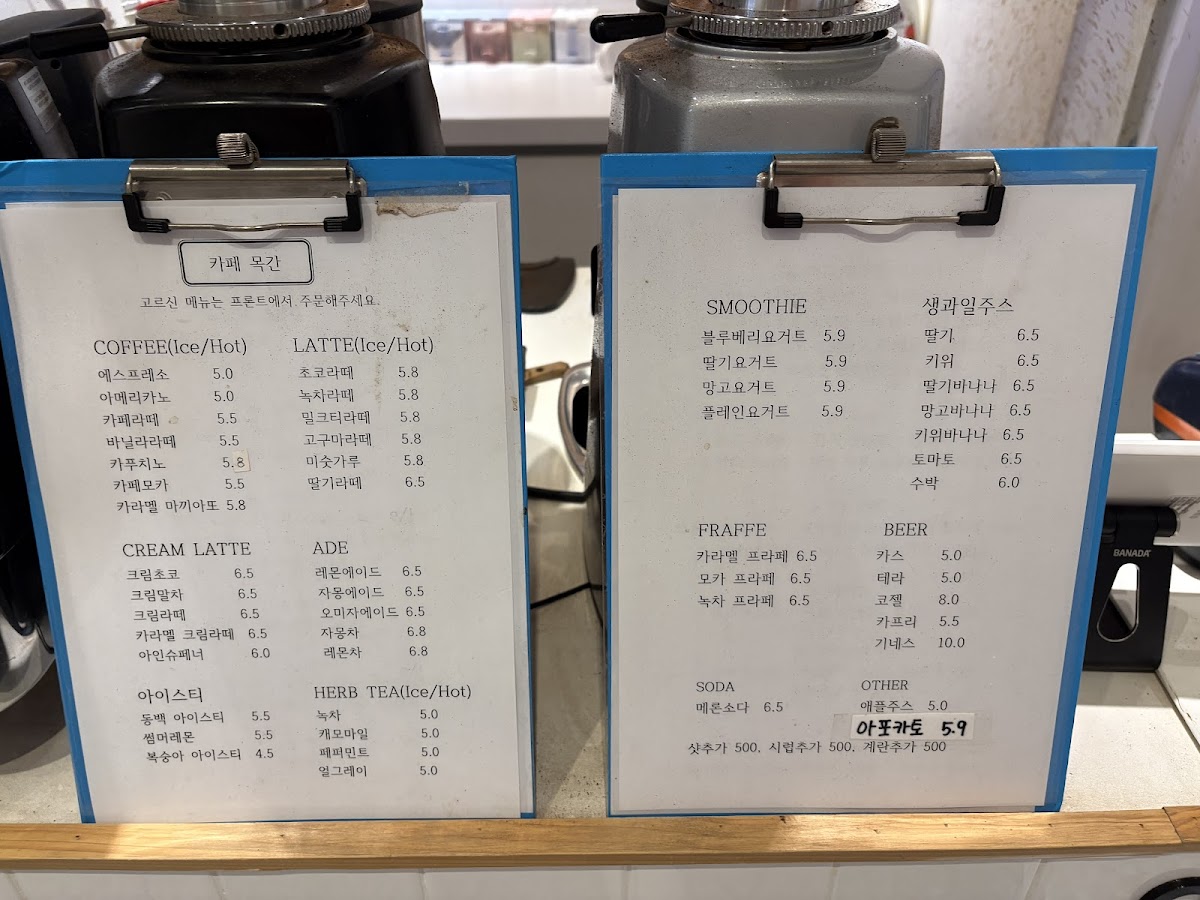 카페 목간
고르신 메뉴는 프론트에서 주문해주세요.
COFFEE(Ice/Hot)
에스프레소 5.0
아메리카노 5.0
카페라떼 5.5
바닐라라떼 5.5
카푸치노 5.8
카페모카 5.5
카라멜 마끼아또 5.8
LATTE(Ice/Hot)
초코라떼 5.8
녹차라떼 5.8
밀크티라떼 5.8
고구마라떼 5.8
미숫가루 5.8
딸기라떼 6.5
CREAM LATTE
크림초코 6.5
크림말차 6.5
크림라떼 6.5
카라멜 크림라떼 6.5
아인슈페너 6.0
ADE
레몬에이드 6.5
자몽에이드 6.5
오미자에이드 6.5
자몽차 6.8
레몬차 6.8
아이스티
동백 아이스티 5.5
썸머레몬 5.5
복숭아 아이스티 4.5
HERB TEA(Ice/Hot)
녹차 5.0
캐모마일 5.0
페퍼민트 5.0
얼그레이 5.0
SMOOTHIE
블루베리요거트 5.9
딸기요거트 5.9
망고요거트 5.9
플레인요거트 5.9
생과일주스
딸기 6.5
키위 6.5
딸기바나나 6.5
망고바나나 6.5
키위바나나 6.5
토마토 6.5
수박 6.0
FRAFFE
카라멜 프라페 6.5
모카 프라페 6.5
녹차 프라페 6.5
BEER
카스 5.0
테라 5.0
코젤 8.0
카프리 5.5
기네스 10.0
SODA
메론소다 6.5
OTHER
애플주스 5.0
아포카토 5.9
샷추가 500, 시럽추가 500, 계란추가 500
BANADA